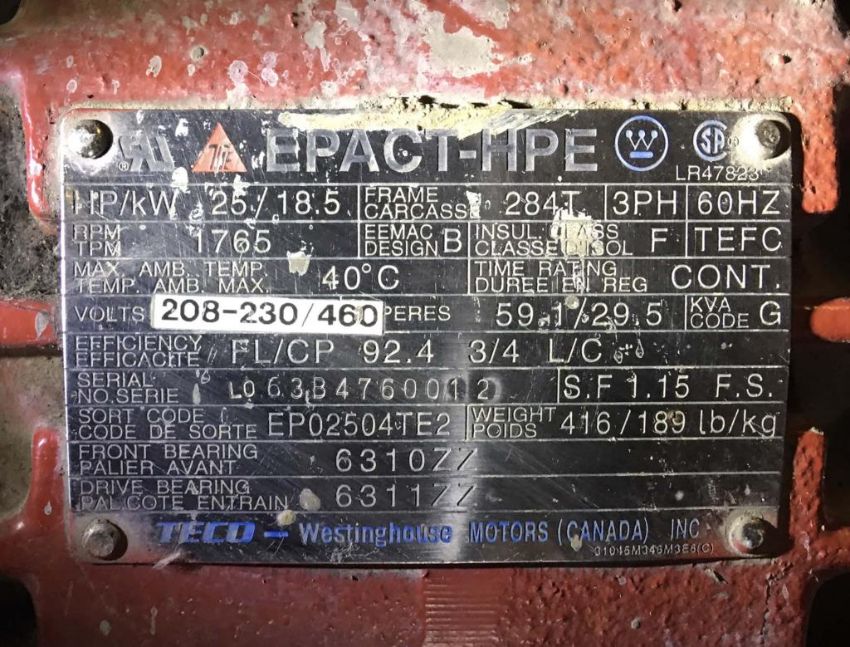 EPACT-HPE
LR47823
HP/kW 25/18.5 FRAME CARCASSE 284T 3PH 60HZ
RPM TPM 1765 EEMAC DESIGN B INSUL CLASS CLASSE D'ISOL F TEFC
MAX. AMB. TEMP. TEMP. AMB. MAX. 40°C TIME RATING DUREE EN REG CONT.
VOLTS 208-230/460 AMPERES 59.1/29.5 KVA CODE G
EFFICIENCY EFFICACITE FL/CP 92.4 3/4 L/C
SERIAL NO.SERIE LO63B4760012 S.F 1.15 F.S.
SORT CODE CODE DE SORTE EP02504TE2 WEIGHT POIDS 416/189 lb/kg
FRONT BEARING PALIER AVANT 6310ZZ
DRIVE BEARING PAL.COTE ENTRAIN 6311ZZ
TECO - Westinghouse MOTORS (CANADA) INC